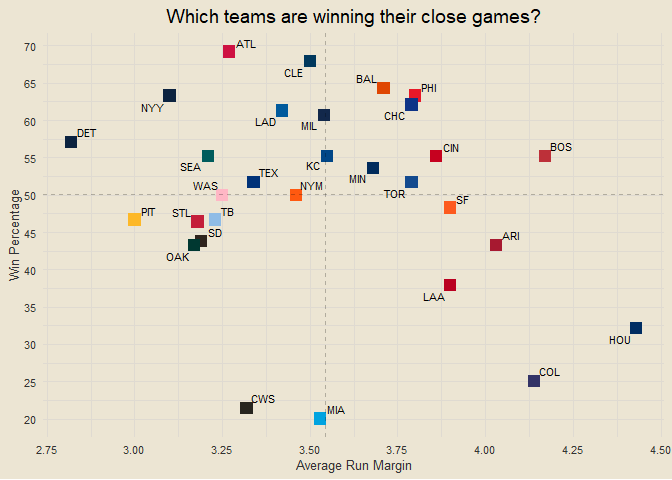 Which teams are winning their close games?
Win Percentage
70
65
60
55
50
45
40
35
30
25
20
ATL
CLE
BAL
PHI
NYY
LAD
MIL
CHC
DET
SEA
KC
CIN
BOS
TEX
MIN
TOR
WAS
NYM
SF
PIT
STL
TB
SD
OAK
ARI
LAA
HOU
COL
CWS
MIA
2.75 3.00 3.25 3.50 3.75 4.00 4.25 4.50
Average Run Margin